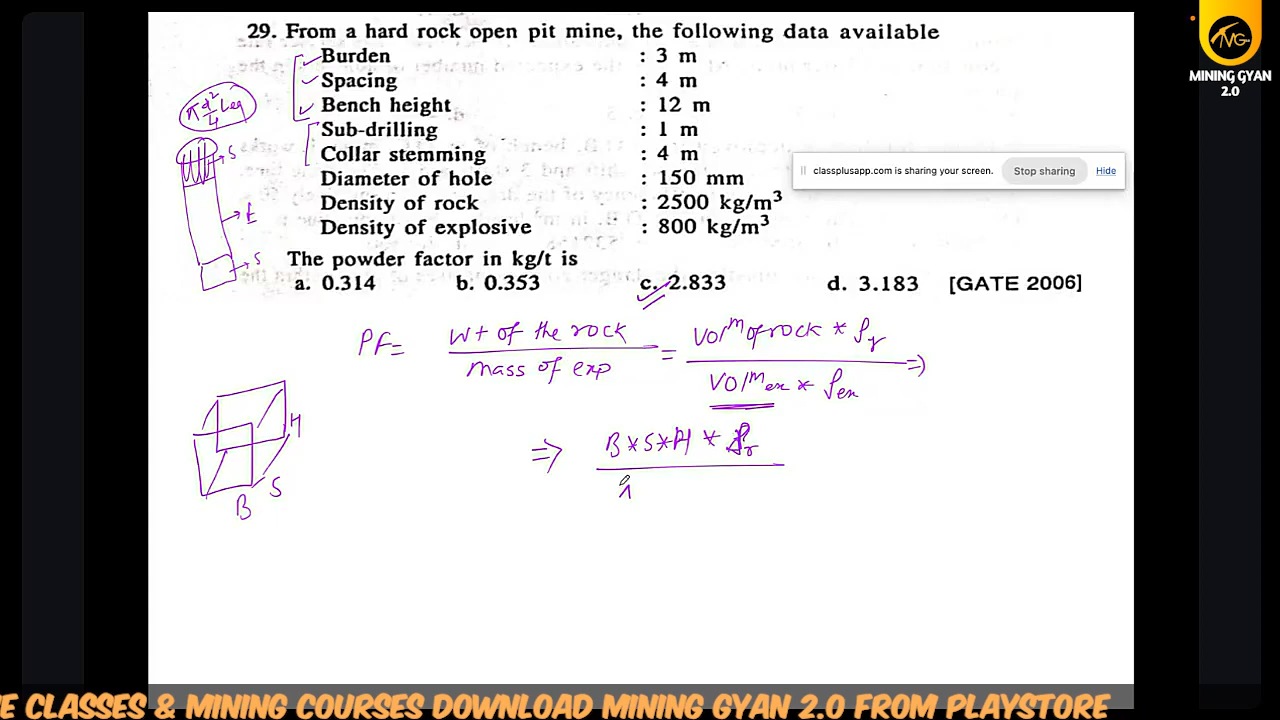 29. From a hard rock open pit mine, the following data available
Burden : 3 m
Spacing : 4 m
Bench height : 12 m
Sub-drilling : 1 m
Collar stemming : 4 m
Diameter of hole : 150 mm
Density of rock : 2500 kg/m³
Density of explosive : 800 kg/m³
The powder factor in kg/t is
a. 0.314 b. 0.353 c. 2.833 d. 3.183 [GATE 2006]
π d²/4 Leq
S
E
S
classplusapp.com is sharing your screen. Stop sharing Hide
TVG
MINING GYAN
2.0
PF = wt of the rock / mass of exp = Volᵐ of rock * ρr / Volᵐ ex * ρex ⇒
⇒ B * S * H * ρr
H
S
B
E CLASSES & MINING COURSES DOWNLOAD MINING GYAN 2.0 FROM PLAYSTORE